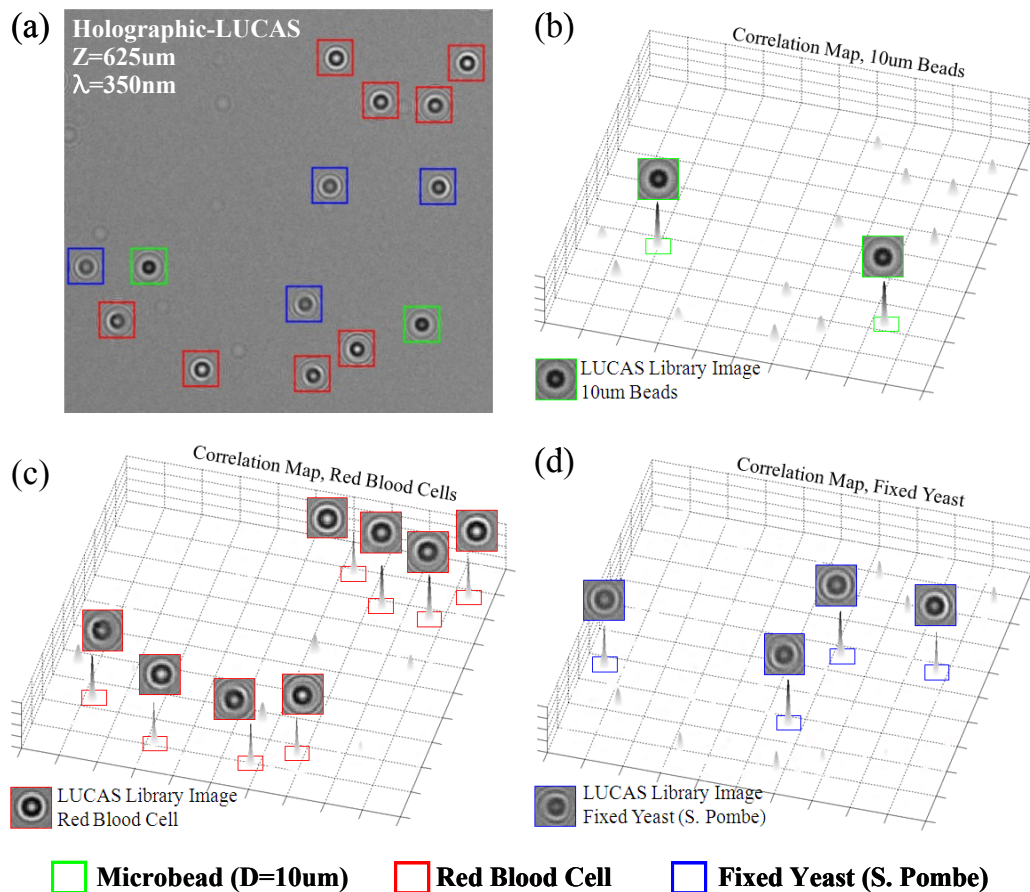 (a)
Holographic-LUCAS
Z=625um
λ=350nm
(b)
Correlation Map, 10um Beads
LUCAS Library Image
10um Beads
(c)
Correlation Map, Red Blood Cells
LUCAS Library Image
Red Blood Cell
(d)
Correlation Map, Fixed Yeast
LUCAS Library Image
Fixed Yeast (S. Pombe)
Microbead (D=10um)
Red Blood Cell
Fixed Yeast (S. Pombe)